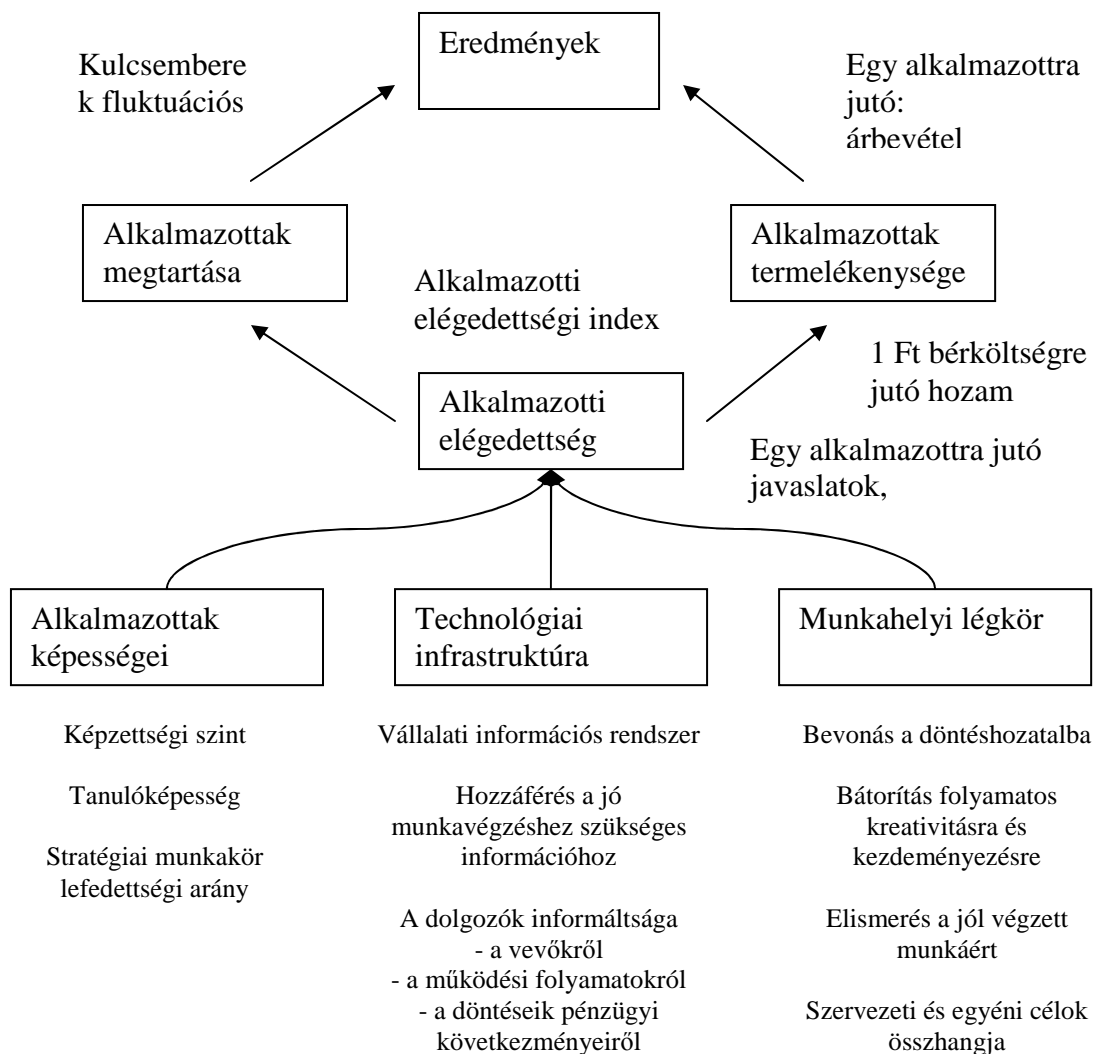 Eredmények
Kulcsembere
k fluktuációs
Egy alkalmazottra
jutó:
árbevétel
Alkalmazottak
megtartása
Alkalmazottak
termelékenysége
Alkalmazotti
elégedettségi index
1 Ft bérköltségre
jutó hozam
Alkalmazotti
elégedettség
Egy alkalmazottra jutó
javaslatok,
Alkalmazottak
képességei
Technológiai
infrastruktúra
Munkahelyi légkör
Képzettségi szint
Tanulóképesség
Stratégiai munkakör
lefedettségi arány
Vállalati információs rendszer
Hozzáférés a jó
munkavégzéshez szükséges
információhoz
A dolgozók informáltsága
- a vevőkről
- a működési folyamatokról
- a döntéseik pénzügyi
következményeiről
Bevonás a döntéshozatalba
Bátorítás folyamatos
kreativitásra és
kezdeményezésre
Elismerés a jól végzett
munkáért
Szervezeti és egyéni célok
összhangja